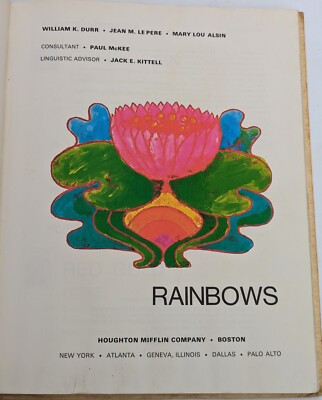 WILLIAM K. DURR • JEAN M. LE PERE • MARY LOU ALSIN
CONSULTANT • PAUL McKEE
LINGUISTIC ADVISOR • JACK E. KITTELL
RAINBOWS
HOUGHTON MIFFLIN COMPANY • BOSTON
NEW YORK • ATLANTA • GENEVA, ILLINOIS • DALLAS • PALO ALTO